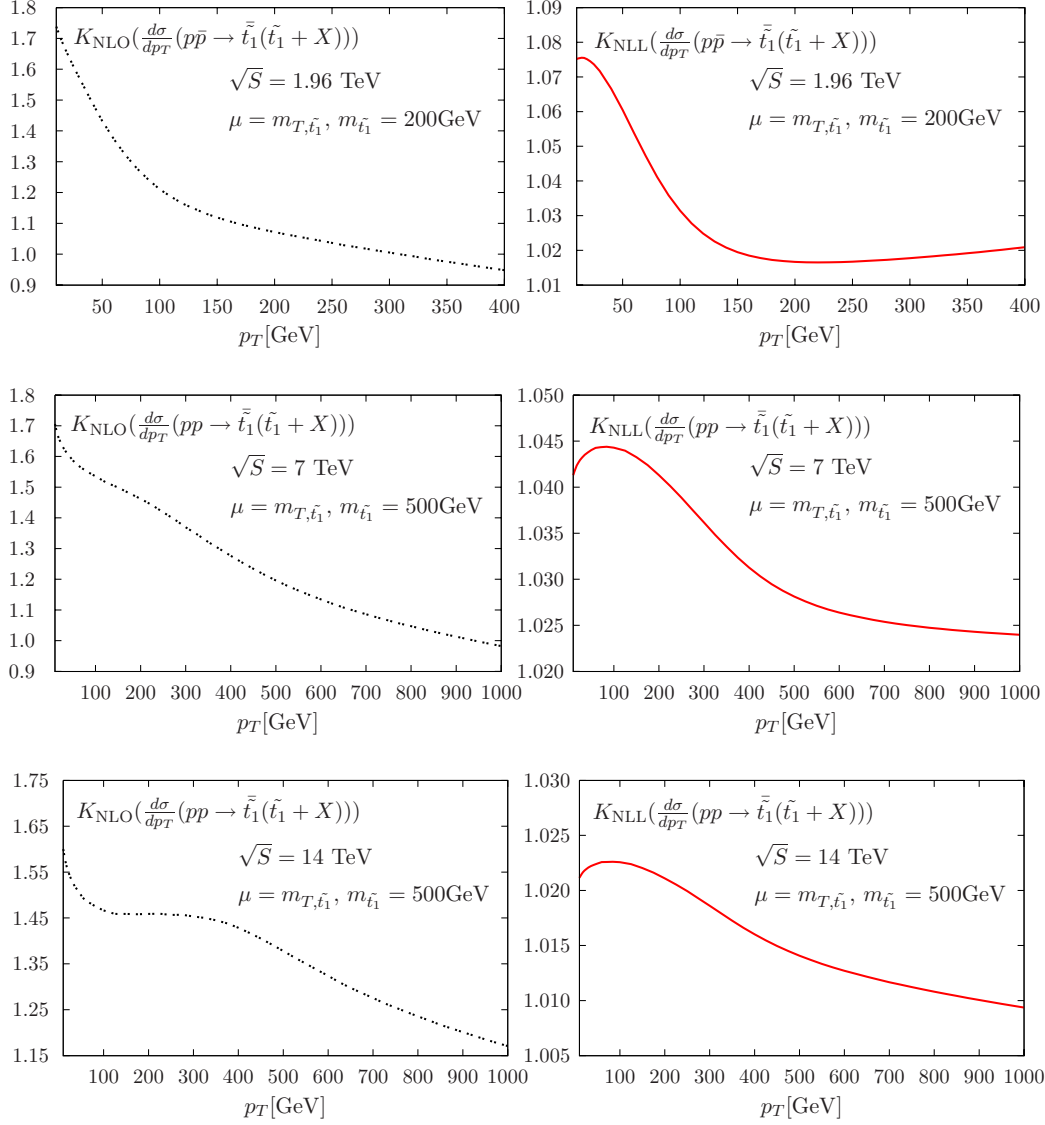 K_NLO(dσ/dp_T(pp̄ → t̃̄_1(t̃_1 + X)))
√S = 1.96 TeV
μ = m_{T,t̃_1}, m_{t̃_1} = 200GeV
1.8
1.7
1.6
1.5
1.4
1.3
1.2
1.1
1.0
0.9
50 100 150 200 250 300 350 400
p_T[GeV]
K_NLL(dσ/dp_T(pp̄ → t̃̄_1(t̃_1 + X)))
√S = 1.96 TeV
μ = m_{T,t̃_1}, m_{t̃_1} = 200GeV
1.09
1.08
1.07
1.06
1.05
1.04
1.03
1.02
1.01
50 100 150 200 250 300 350 400
p_T[GeV]
K_NLO(dσ/dp_T(pp → t̃̄_1(t̃_1 + X)))
√S = 7 TeV
μ = m_{T,t̃_1}, m_{t̃_1} = 500GeV
1.8
1.7
1.6
1.5
1.4
1.3
1.2
1.1
1.0
0.9
100 200 300 400 500 600 700 800 900 1000
p_T[GeV]
K_NLL(dσ/dp_T(pp → t̃̄_1(t̃_1 + X)))
√S = 7 TeV
μ = m_{T,t̃_1}, m_{t̃_1} = 500GeV
1.050
1.045
1.040
1.035
1.030
1.025
1.020
100 200 300 400 500 600 700 800 900 1000
p_T[GeV]
K_NLO(dσ/dp_T(pp → t̃̄_1(t̃_1 + X)))
√S = 14 TeV
μ = m_{T,t̃_1}, m_{t̃_1} = 500GeV
1.75
1.65
1.55
1.45
1.35
1.25
1.15
100 200 300 400 500 600 700 800 900 1000
p_T[GeV]
K_NLL(dσ/dp_T(pp → t̃̄_1(t̃_1 + X)))
√S = 14 TeV
μ = m_{T,t̃_1}, m_{t̃_1} = 500GeV
1.030
1.025
1.020
1.015
1.010
1.005
100 200 300 400 500 600 700 800 900 1000
p_T[GeV]